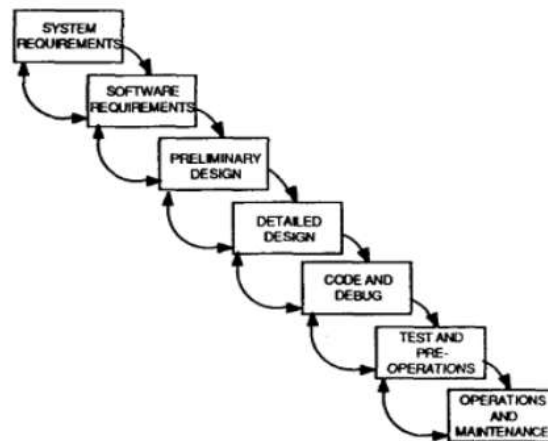 SYSTEM
REQUIREMENTS
SOFTWARE
REQUIREMENTS
PRELIMINARY
DESIGN
DETAILED
DESIGN
CODE AND
DEBUG
TEST AND
PRE-
OPERATIONS
OPERATIONS
AND
MAINTENANCE